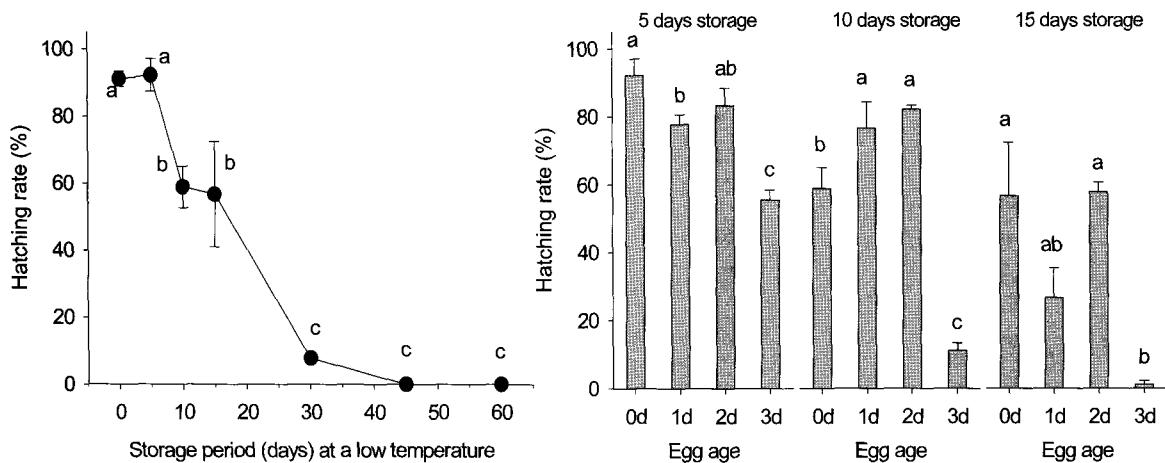 100
80
60
40
20
0
Hatching rate (%)
a
a
b
b
c
c
c
0 10 20 30 40 50 60
Storage period (days) at a low temperature
5 days storage 10 days storage 15 days storage
100
80
60
40
20
0
Hatching rate (%)
a
b
ab
c
b
a
a
c
a
ab
a
b
0d 1d 2d 3d 0d 1d 2d 3d 0d 1d 2d 3d
Egg age Egg age Egg age